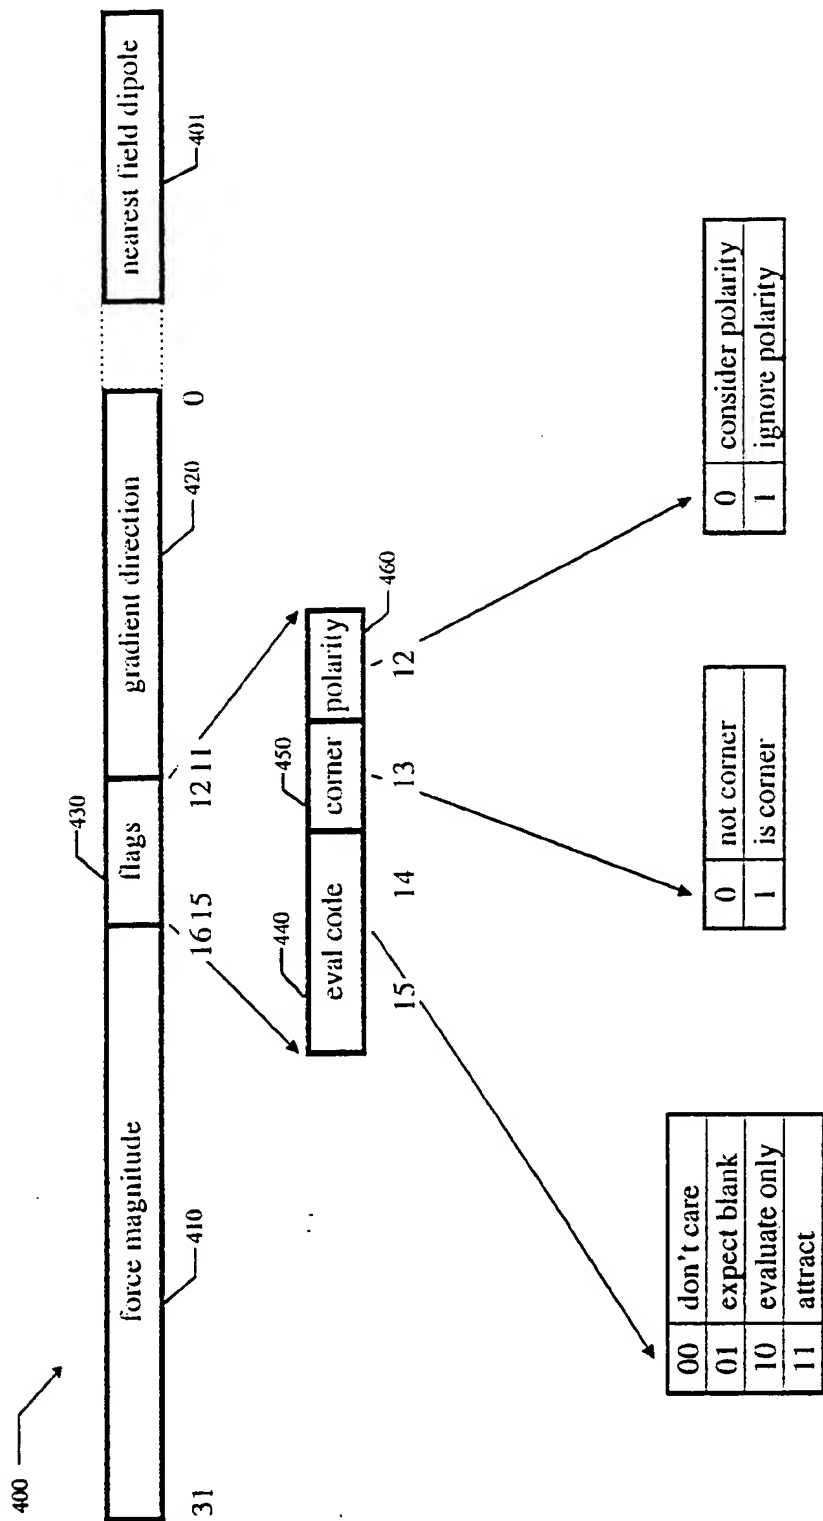 400
force magnitude
flags
gradient direction
nearest field dipole
410
430
420
401
31
16 15
12 11
0
440
450
460
eval code
corner
polarity
15
14
13
12
00 don't care
01 expect blank
10 evaluate only
11 attract
0 not corner
1 is corner
0 consider polarity
1 ignore polarity